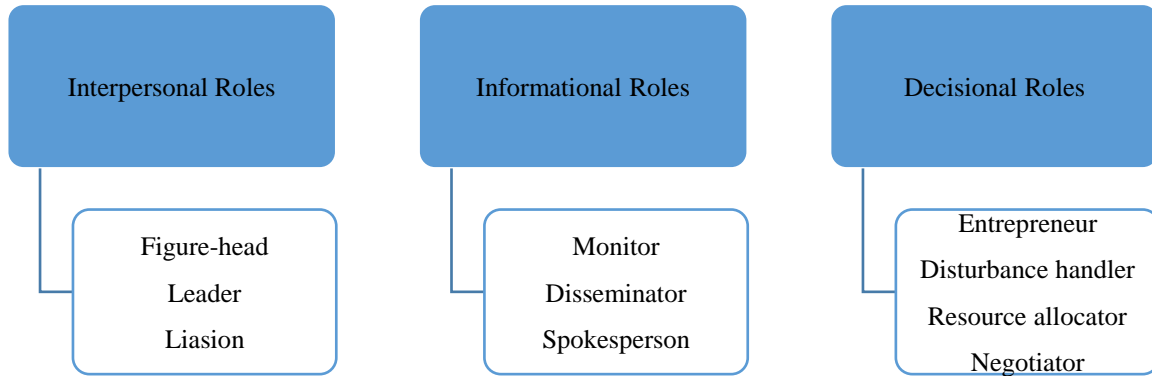 Interpersonal Roles
Figure-head
Leader
Liasion
Informational Roles
Monitor
Disseminator
Spokesperson
Decisional Roles
Entrepreneur
Disturbance handler
Resource allocator
Negotiator